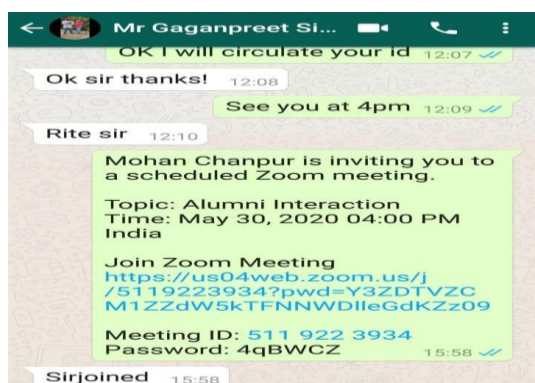 Mr Gaganpreet Si...
OK I will circulate your id 12:07
Ok sir thanks! 12:08
See you at 4pm 12:09
Rite sir 12:10
Mohan Chanpur is inviting you to
a scheduled Zoom meeting.
Topic: Alumni Interaction
Time: May 30, 2020 04:00 PM
India
Join Zoom Meeting
https://us04web.zoom.us/j
/5119223934?pwd=Y3ZDTVZC
M1ZZdW5kTFNNWDlleGdKZz09
Meeting ID: 511 922 3934
Password: 4qBWCZ 15:58
Sirjoined 15:58